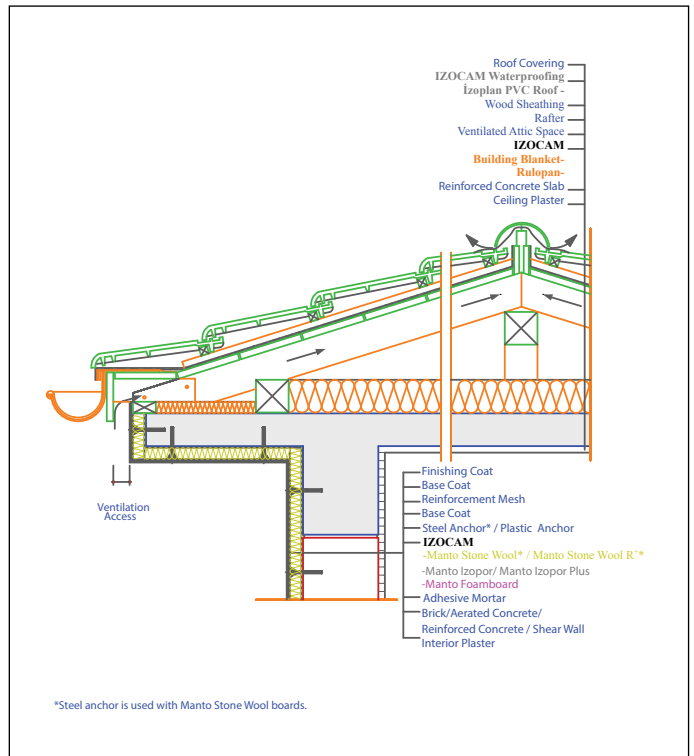 Roof Covering
IZOCAM Waterproofing
İzoplan PVC Roof -
Wood Sheathing
Rafter
Ventilated Attic Space
IZOCAM
Building Blanket-
Rulopan-
Reinforced Concrete Slab
Ceiling Plaster
Ventilation
Access
Finishing Coat
Base Coat
Reinforcement Mesh
Base Coat
Steel Anchor* / Plastic Anchor
IZOCAM
-Manto Stone Wool* / Manto Stone Wool R˘*
-Manto Izopor/ Manto Izopor Plus
-Manto Foamboard
Adhesive Mortar
Brick/Aerated Concrete/
Reinforced Concrete / Shear Wall
Interior Plaster
*Steel anchor is used with Manto Stone Wool boards.